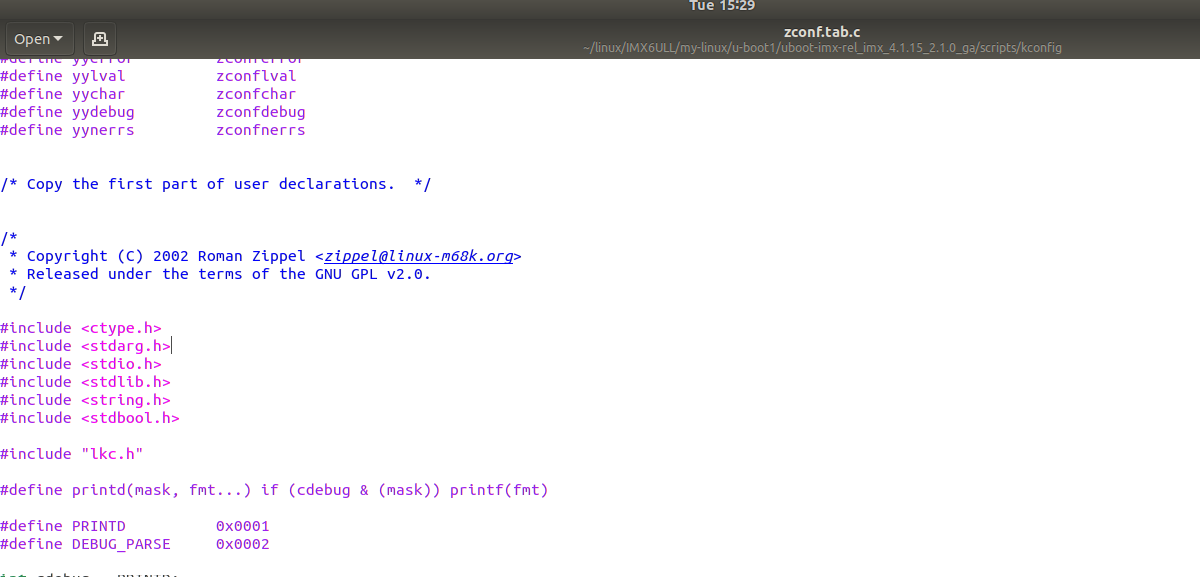 Tue 15:29
Open
zconf.tab.c
~/linux/IMX6ULL/my-linux/u-boot1/uboot-imx-rel_imx_4.1.15_2.1.0_ga/scripts/kconfig
#define yyerror         zconferror
#define yylval          zconflval
#define yychar          zconfchar
#define yydebug         zconfdebug
#define yynerrs         zconfnerrs
/* Copy the first part of user declarations.  */
/*
 * Copyright (C) 2002 Roman Zippel <zippel@linux-m68k.org>
 * Released under the terms of the GNU GPL v2.0.
 */
#include <ctype.h>
#include <stdarg.h>
#include <stdio.h>
#include <stdlib.h>
#include <string.h>
#include <stdbool.h>
#include "lkc.h"
#define printd(mask, fmt...) if (cdebug & (mask)) printf(fmt)
#define PRINTD          0x0001
#define DEBUG_PARSE     0x0002